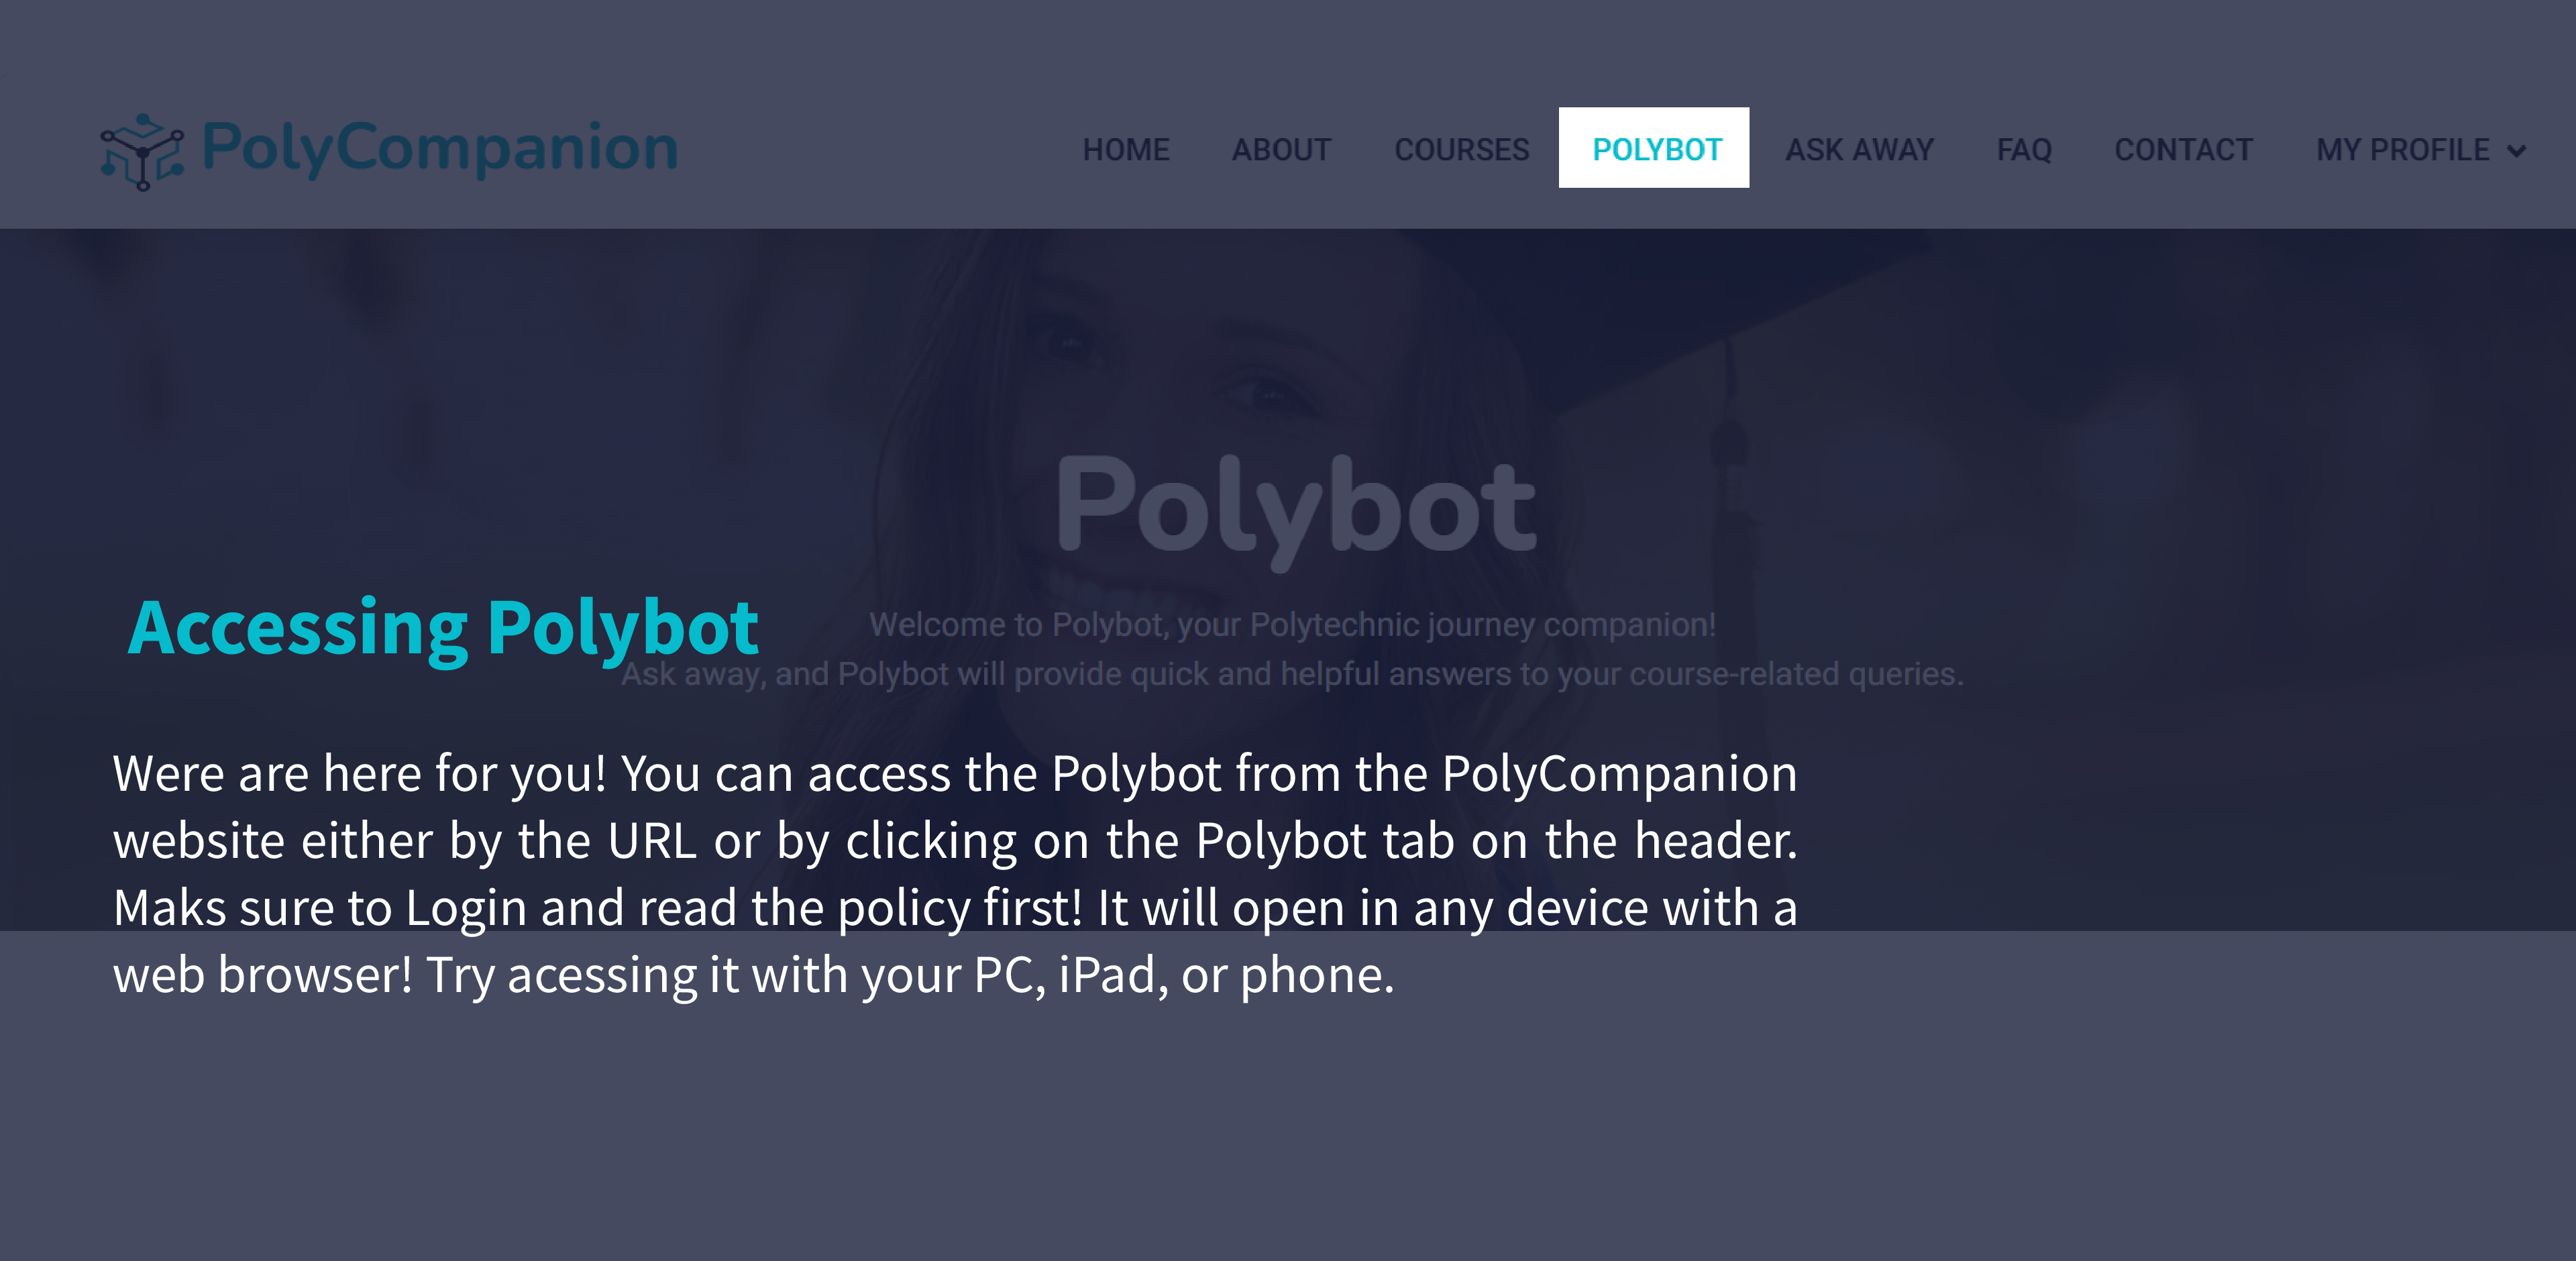 PolyCompanion
HOME ABOUT COURSES POLYBOT ASK AWAY FAQ CONTACT MY PROFILE
Polybot
Accessing Polybot
Welcome to Polybot, your Polytechnic journey companion!
Ask away, and Polybot will provide quick and helpful answers to your course-related queries.
Were are here for you! You can access the Polybot from the PolyCompanion
website either by the URL or by clicking on the Polybot tab on the header.
Maks sure to Login and read the policy first! It will open in any device with a
web browser! Try acessing it with your PC, iPad, or phone.